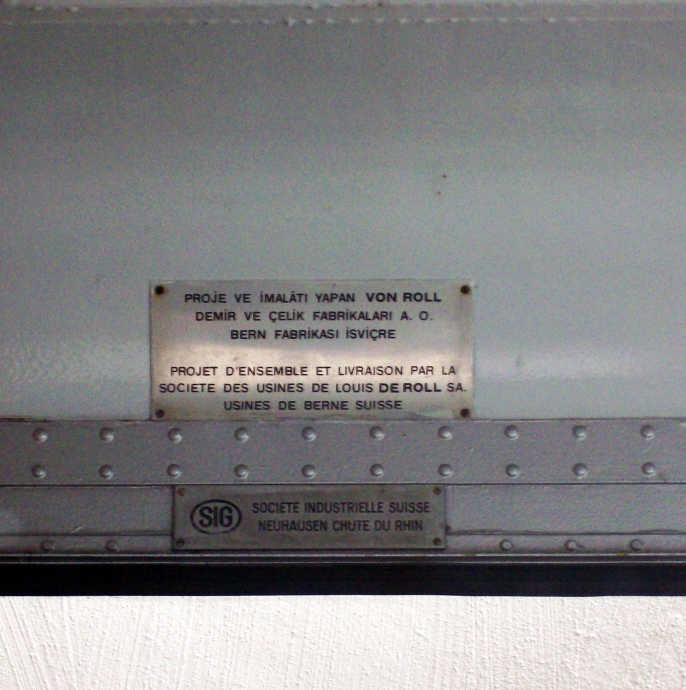 PROJE VE İMALÂTI YAPAN VON ROLL
DEMİR VE ÇELİK FABRİKALARI A. O.
BERN FABRİKASI İSVİÇRE
PROJET D'ENSEMBLE ET LIVRAISON PAR LA
SOCIETE DES USINES DE LOUIS DE ROLL SA.
USINES DE BERNE SUISSE
SIG SOCIÉTÉ INDUSTRIELLE SUISSE
NEUHAUSEN CHUTE DU RHIN